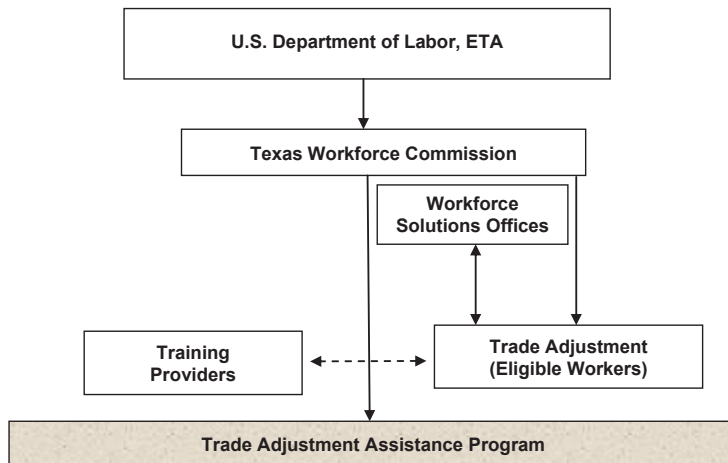 U.S. Department of Labor, ETA
Texas Workforce Commission
Workforce
Solutions Offices
Training
Providers
Trade Adjustment
(Eligible Workers)
Trade Adjustment Assistance Program